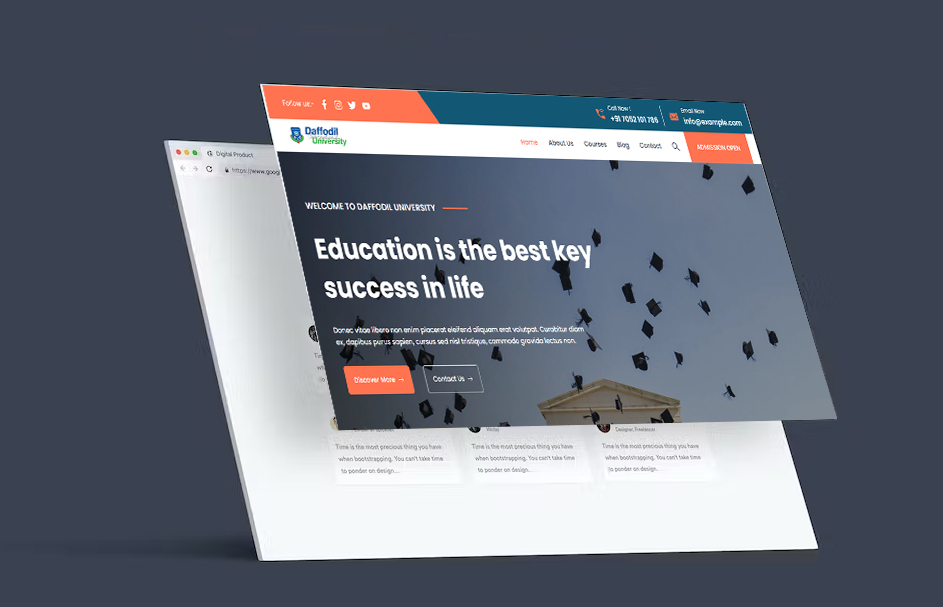 Follow us:-
Call Now !
+91 7052 101 786
Email Now
info@example.com
Daffodil
University
Home
About Us
Courses
Blog
Contact
ADMISSION OPEN
Digital Product
https://www.goog
WELCOME TO DAFFODIL UNIVERSITY
Education is the best key
success in life
Donec vitae libero non enim placerat eleifend aliquam erat volutpat. Curabitur diam
ex, dapibus purus sapien, cursus sed nisl tristique, commodo gravida lectus non.
Discover More →
Contact Us →
Designer, Freelancer
Time is the most precious thing you have
when bootstrapping. You can't take time
to ponder on design....
Time is the most precious thing you have
when bootstrapping. You can't take time
to ponder on design....
Time is the most precious thing you have
when bootstrapping. You can't take time
to ponder on design....